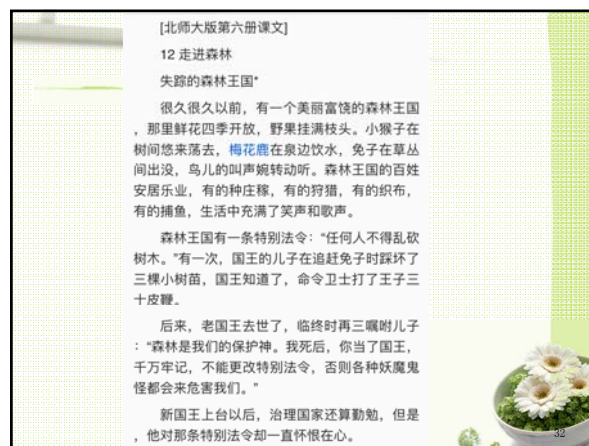 [北师大版第六册课文]
12 走进森林
失踪的森林王国*
很久很久以前，有一个美丽富饶的森林王国
，那里鲜花四季开放，野果挂满枝头。小猴子在
树间悠来荡去，梅花鹿在泉边饮水，兔子在草丛
间出没，鸟儿的叫声婉转动听。森林王国的百姓
安居乐业，有的种庄稼，有的狩猎，有的织布，
有的捕鱼，生活中充满了笑声和歌声。
森林王国有一条特别法令：“任何人不得乱砍
树木。”有一次，国王的儿子在追赶兔子时踩坏了
三棵小树苗，国王知道了，命令卫士打了王子三
十皮鞭。
后来，老国王去世了，临终时再三嘱咐儿子
：“森林是我们的保护神。我死后，你当了国王，
千万牢记，不能更改特别法令，否则各种妖魔鬼
怪都会来危害我们。”
新国王上台以后，治理国家还算勤勉，但是
，他对那条特别法令却一直怀恨在心。
32